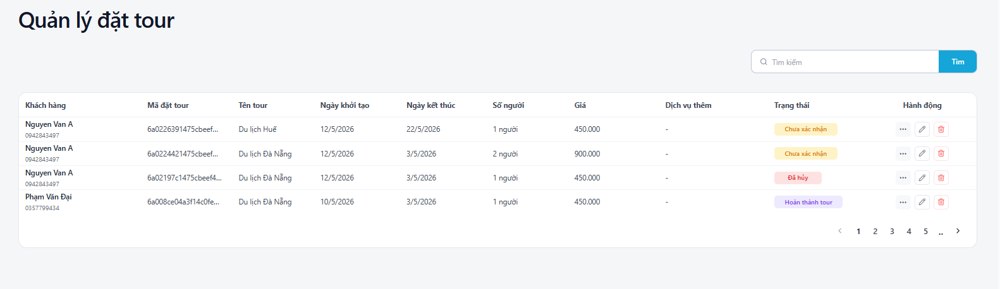 Quản lý đặt tour
Tìm kiếm Tìm
Khách hàng Mã đặt tour Tên tour Ngày khởi tạo Ngày kết thúc Số người Giá Dịch vụ thêm Trạng thái Hành động
Nguyen Van A
0942843497
6a0226391475cbeef... Du lịch Huế 12/5/2026 22/5/2026 1 người 450.000 - Chưa xác nhận
Nguyen Van A
0942843497
6a0224421475cbeef... Du lịch Đà Nẵng 12/5/2026 3/5/2026 2 người 900.000 - Chưa xác nhận
Nguyen Van A
0942843497
6a02197c1475cbeef4... Du lịch Đà Nẵng 12/5/2026 3/5/2026 1 người 450.000 - Đã hủy
Phạm Văn Đại
0357799434
6a008ce04a3f14c0fe... Du lịch Đà Nẵng 10/5/2026 3/5/2026 1 người 450.000 - Hoàn thành tour
1 2 3 4 5 ..